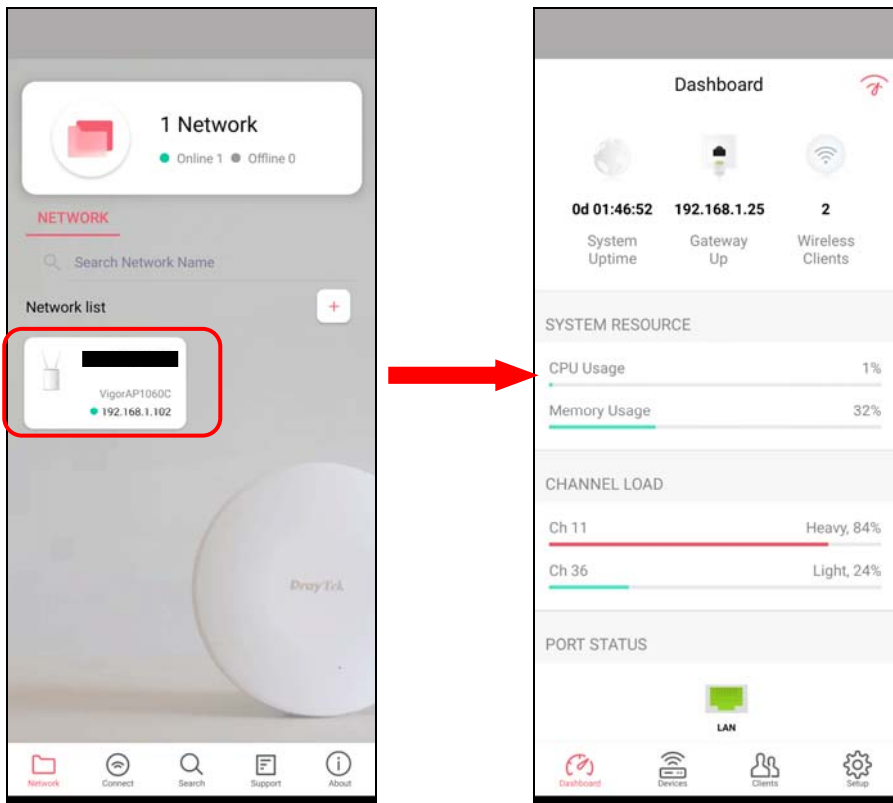 1 Network
Online 1 Offline 0
NETWORK
Search Network Name
Network list
+
VigorAP1060C
192.168.1.102
DrayTek
Network Connect Search Support About
Dashboard
0d 01:46:52 192.168.1.25 2
System Gateway Wireless
Uptime Up Clients
SYSTEM RESOURCE
CPU Usage 1%
Memory Usage 32%
CHANNEL LOAD
Ch 11 Heavy, 84%
Ch 36 Light, 24%
PORT STATUS
LAN
Dashboard Devices Clients Setup